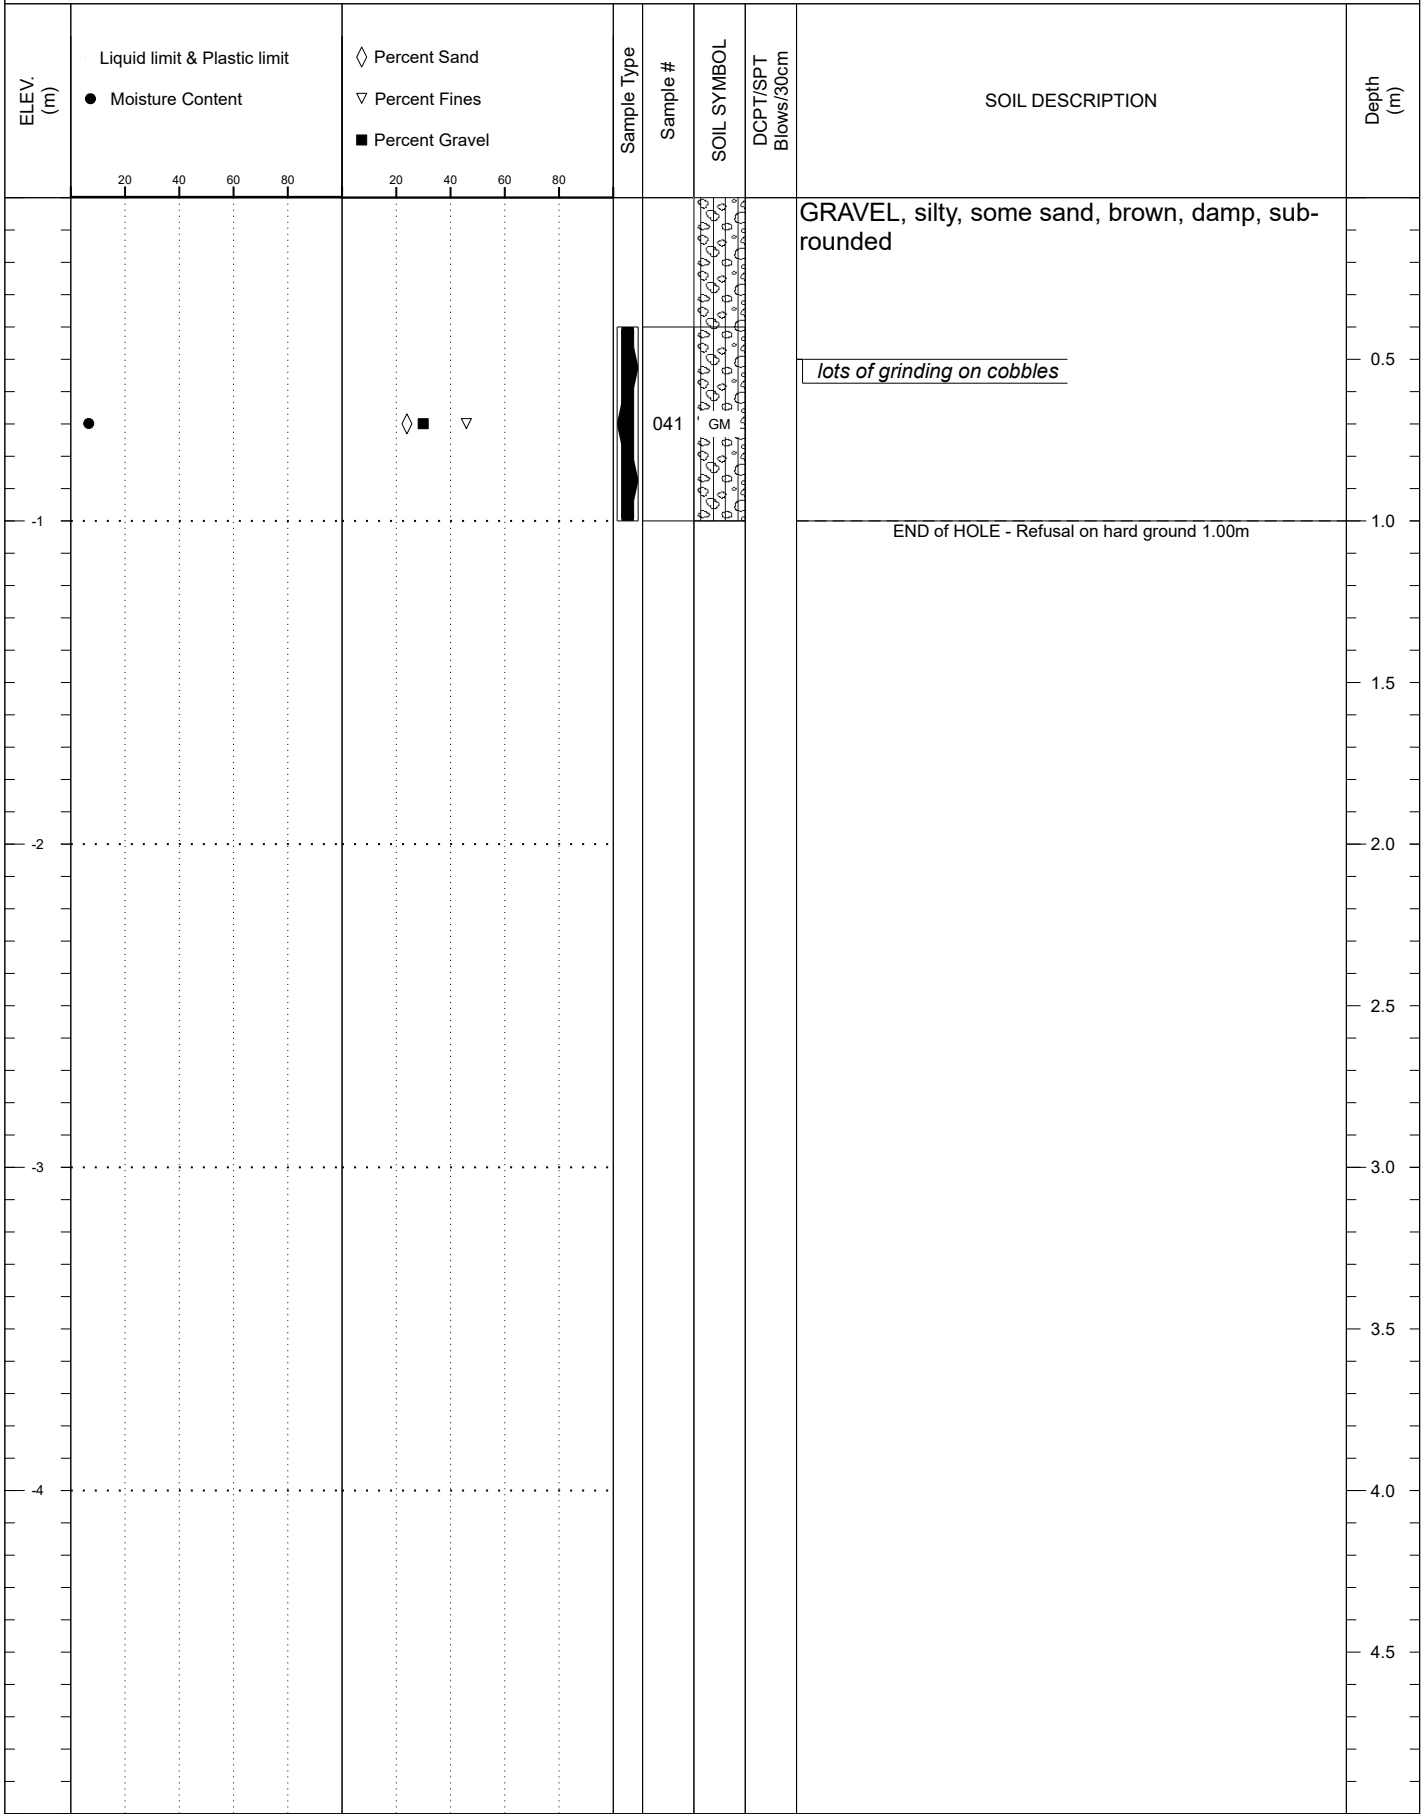 ELEV.
(m)
Liquid limit & Plastic limit
Moisture Content
Percent Sand
Percent Fines
Percent Gravel
20 40 60 80
20 40 60 80
Sample Type
Sample #
SOIL SYMBOL
DCPT/SPT
Blows/30cm
SOIL DESCRIPTION
Depth
(m)
GRAVEL, silty, some sand, brown, damp, sub-
rounded
0.5
lots of grinding on cobbles
041
GM
-1
1.0
END of HOLE - Refusal on hard ground 1.00m
1.5
-2
2.0
2.5
-3
3.0
3.5
-4
4.0
4.5